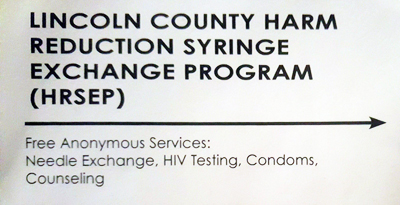 LINCOLN COUNTY HARM
REDUCTION SYRINGE
EXCHANGE PROGRAM
(HRSEP)
Free Anonymous Services:
Needle Exchange, HIV Testing, Condoms,
Counseling